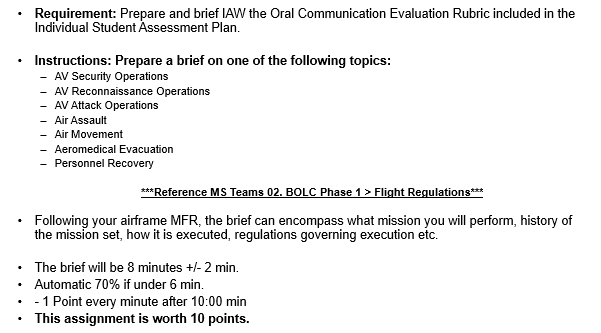 • Requirement: Prepare and brief IAW the Oral Communication Evaluation Rubric included in the
Individual Student Assessment Plan.
• Instructions: Prepare a brief on one of the following topics:
– AV Security Operations
– AV Reconnaissance Operations
– AV Attack Operations
– Air Assault
– Air Movement
– Aeromedical Evacuation
– Personnel Recovery
***Reference MS Teams 02. BOLC Phase 1 > Flight Regulations***
• Following your airframe MFR, the brief can encompass what mission you will perform, history of
the mission set, how it is executed, regulations governing execution etc.
• The brief will be 8 minutes +/- 2 min.
• Automatic 70% if under 6 min.
• - 1 Point every minute after 10:00 min
• This assignment is worth 10 points.